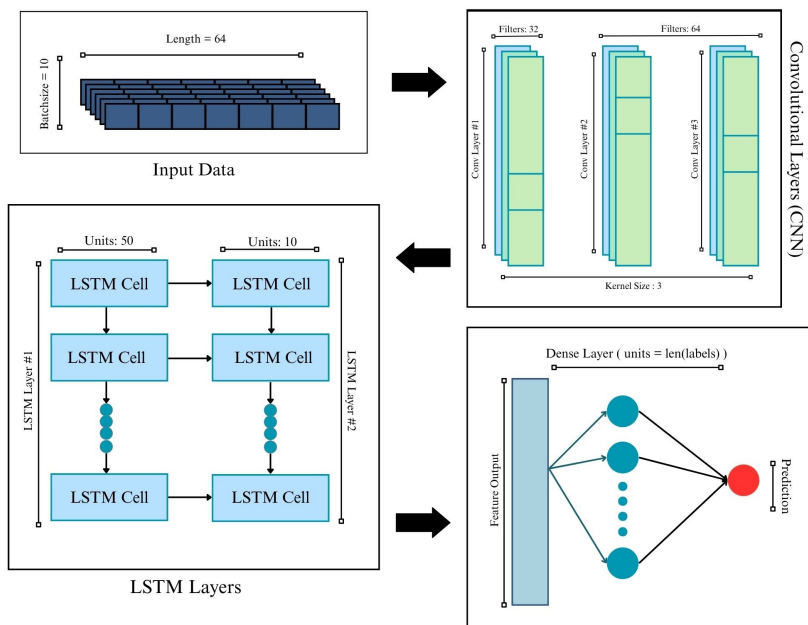 Length = 64
Batchsize = 10
Input Data
Filters: 32
Filters: 64
Conv Layer #1
Conv Layer #2
Conv Layer #3
Kernel Size : 3
Convolutional Layers (CNN)
Units: 50
Units: 10
LSTM Layer #1
LSTM Cell
LSTM Cell
LSTM Cell
LSTM Cell
LSTM Cell
LSTM Cell
LSTM Layer #2
LSTM Layers
Dense Layer ( units = len(labels) )
Feature Output
Prediction